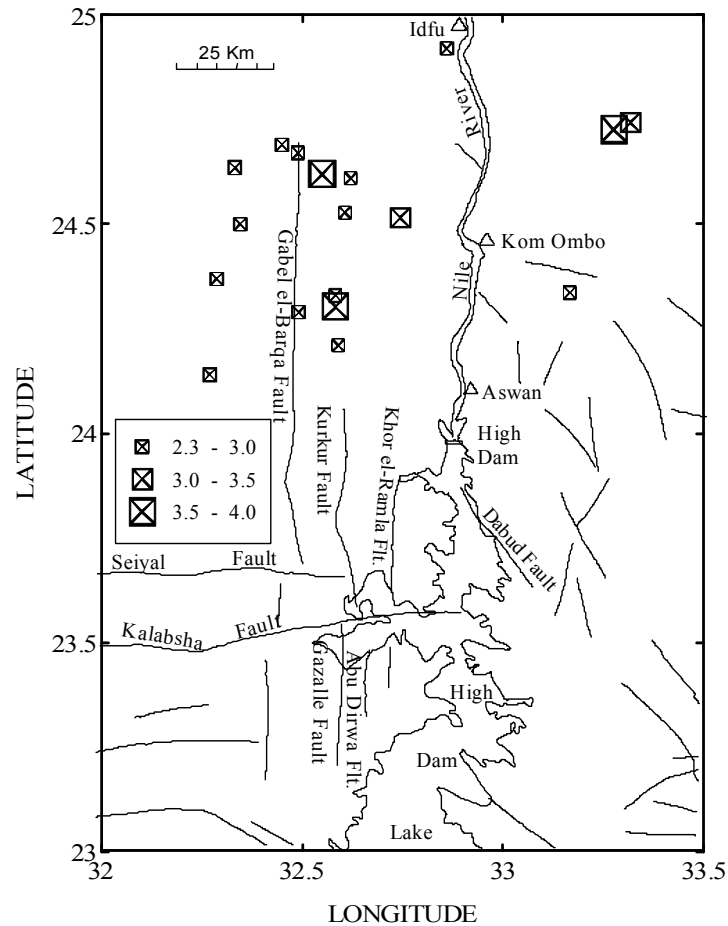 25
Idfu
25 Km
River
24.5
Kom Ombo
Gabel el-Barqa Fault
Nile
LATITUDE
Aswan
24
High
Dam
2.3 - 3.0
3.0 - 3.5
3.5 - 4.0
Kurkur Fault
Khor el-Ramla Flt.
Dabud Fault
Seiyal Fault
23.5
Kalabsha Fault
Gazalle Fault
Abu Dirwa Flt.
High
Dam
Lake
23
32
32.5
33
33.5
LONGITUDE